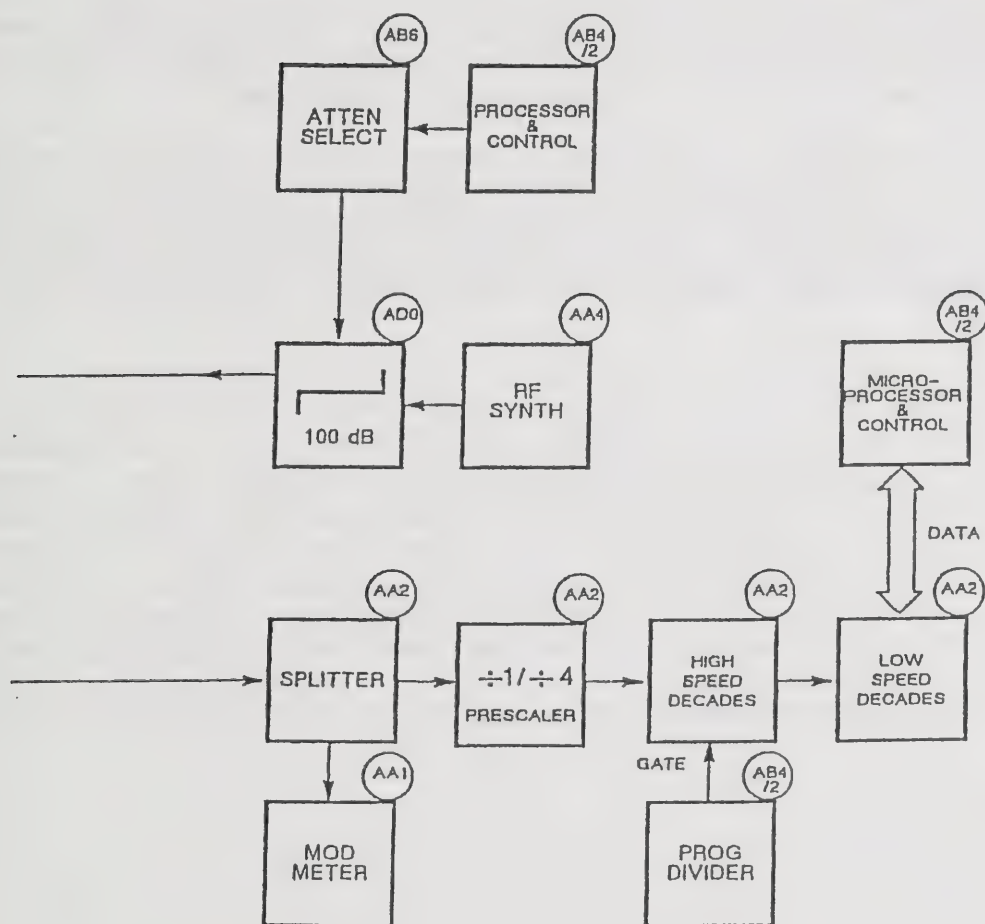 AB6
ATTEN
SELECT
AB4
/2
PROCESSOR
&
CONTROL
AD0
100 dB
AA4
RF
SYNTH
AB4
/2
MICRO-
PROCESSOR
&
CONTROL
DATA
AA2
SPLITTER
AA2
÷1/÷4
PRESCALER
AA2
HIGH
SPEED
DECADES
AA2
LOW
SPEED
DECADES
GATE
AA1
MOD
METER
AB4
/2
PROG
DIVIDER